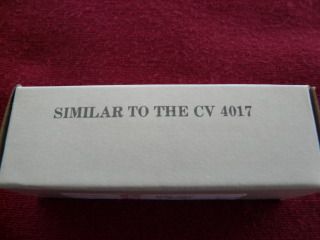 SIMILAR TO THE CV 4017